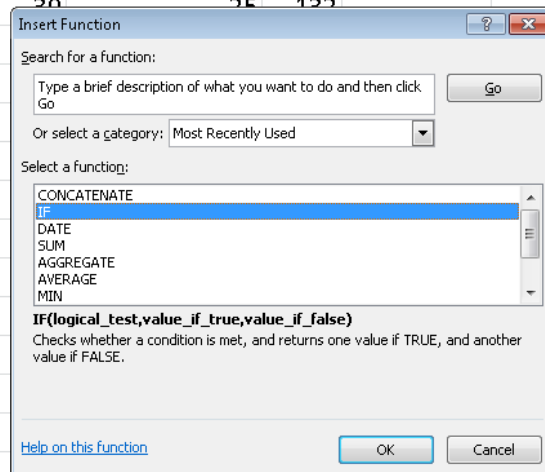 Insert Function
Search for a function:
Type a brief description of what you want to do and then click
Go
Go
Or select a category: Most Recently Used
Select a function:
CONCATENATE
IF
DATE
SUM
AGGREGATE
AVERAGE
MIN
IF(logical_test,value_if_true,value_if_false)
Checks whether a condition is met, and returns one value if TRUE, and another
value if FALSE.
Help on this function
OK Cancel